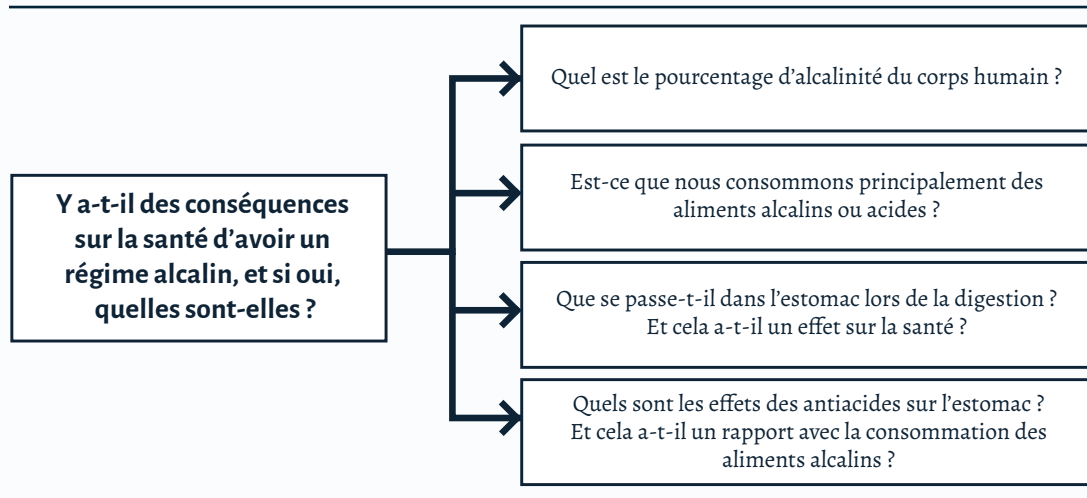 Y a-t-il des conséquences
sur la santé d’avoir un
régime alcalin, et si oui,
quelles sont-elles ?
Quel est le pourcentage d’alcalinité du corps humain ?
Est-ce que nous consommons principalement des
aliments alcalins ou acides ?
Que se passe-t-il dans l’estomac lors de la digestion ?
Et cela a-t-il un effet sur la santé ?
Quels sont les effets des antiacides sur l’estomac ?
Et cela a-t-il un rapport avec la consommation des
aliments alcalins ?